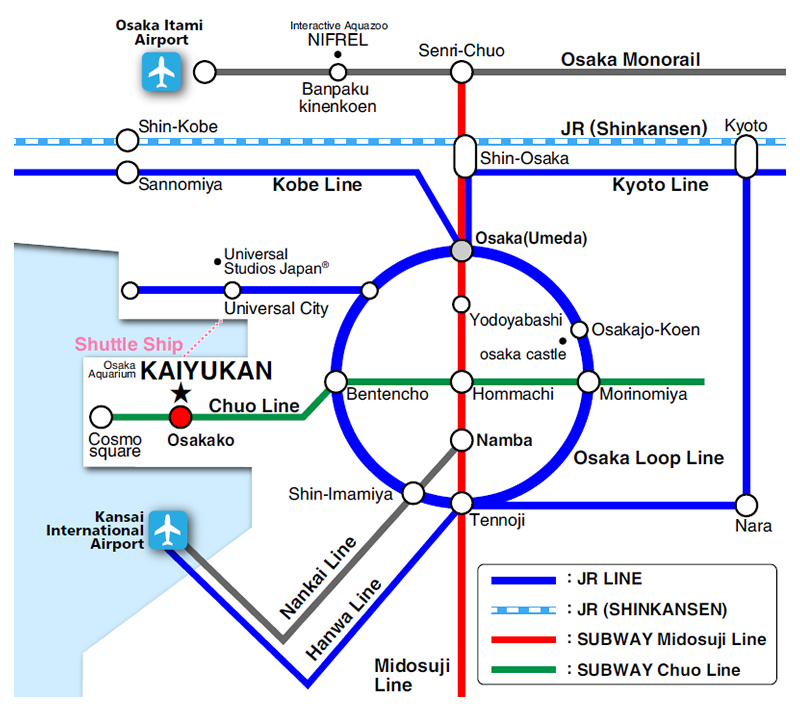 Osaka Itami
Airport
Interactive Aquazoo
NIFREL
Banpaku
kinenkoen
Senri-Chuo
Osaka Monorail
Shin-Kobe
JR (Shinkansen)
Kyoto
Shin-Osaka
Sannomiya
Kobe Line
Kyoto Line
Osaka(Umeda)
Universal
Studios Japan®
Universal City
Yodoyabashi
Osakajo-Koen
osaka castle
Shuttle Ship
Osaka
Aquarium
KAIYUKAN
Bentencho
Hommachi
Morinomiya
Chuo Line
Cosmo
square
Osakako
Namba
Osaka Loop Line
Shin-Imamiya
Tennoji
Nara
Kansai
International
Airport
Nankai Line
Hanwa Line
Midosuji
Line
: JR LINE
: JR (SHINKANSEN)
: SUBWAY Midosuji Line
: SUBWAY Chuo Line